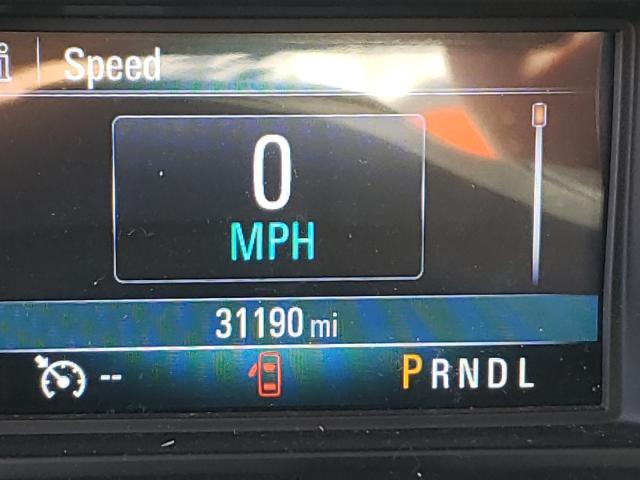 i Speed
0
MPH
31190 mi
-- PRNDL